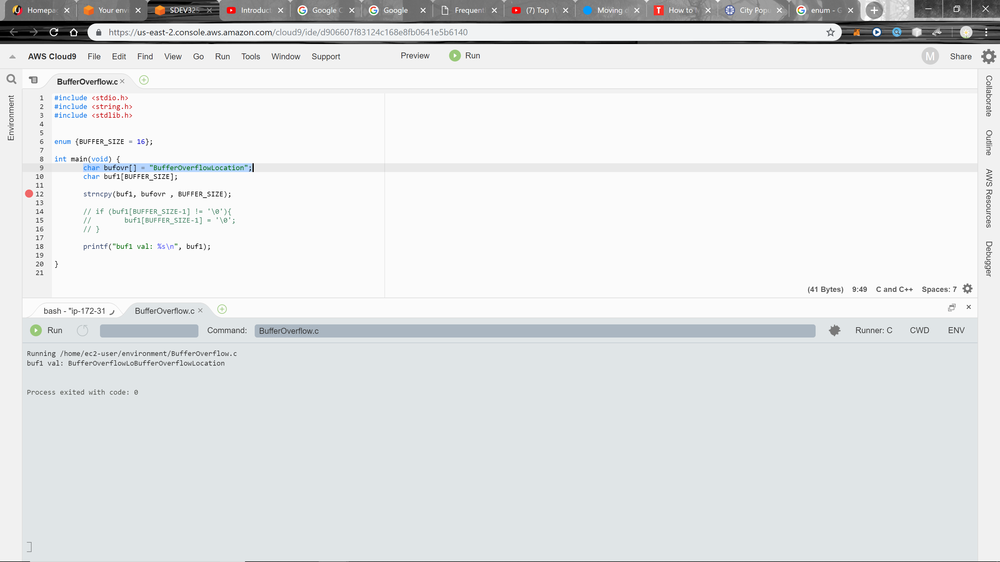 Homepag
Your envi
SDEV325
Introduct
Google C
Google
Frequent
(7) Top 10
Moving d
How to M
City Popu
enum - G
https://us-east-2.console.aws.amazon.com/cloud9/ide/d906607f83124c168e8fb0641e5b6140
AWS Cloud9 File Edit Find View Go Run Tools Window Support Preview Run M Share
BufferOverflow.c
Environment
1 #include <stdio.h>
2 #include <string.h>
3 #include <stdlib.h>
4
5
6 enum {BUFFER_SIZE = 16};
7
8 int main(void) {
9 char bufovr[] = "BufferOverflowLocation";
10 char buf1[BUFFER_SIZE];
11
12 strncpy(buf1, bufovr , BUFFER_SIZE);
13
14 // if (buf1[BUFFER_SIZE-1] != '\0'){
15 // buf1[BUFFER_SIZE-1] = '\0';
16 // }
17
18 printf("buf1 val: %s\n", buf1);
19
20 }
21
Collaborate
Outline
AWS Resources
Debugger
(41 Bytes) 9:49 C and C++ Spaces: 7
bash - "ip-172-31
BufferOverflow.c
Run Command: BufferOverflow.c Runner: C CWD ENV
Running /home/ec2-user/environment/BufferOverflow.c
buf1 val: BufferOverflowLoBufferOverflowLocation
Process exited with code: 0